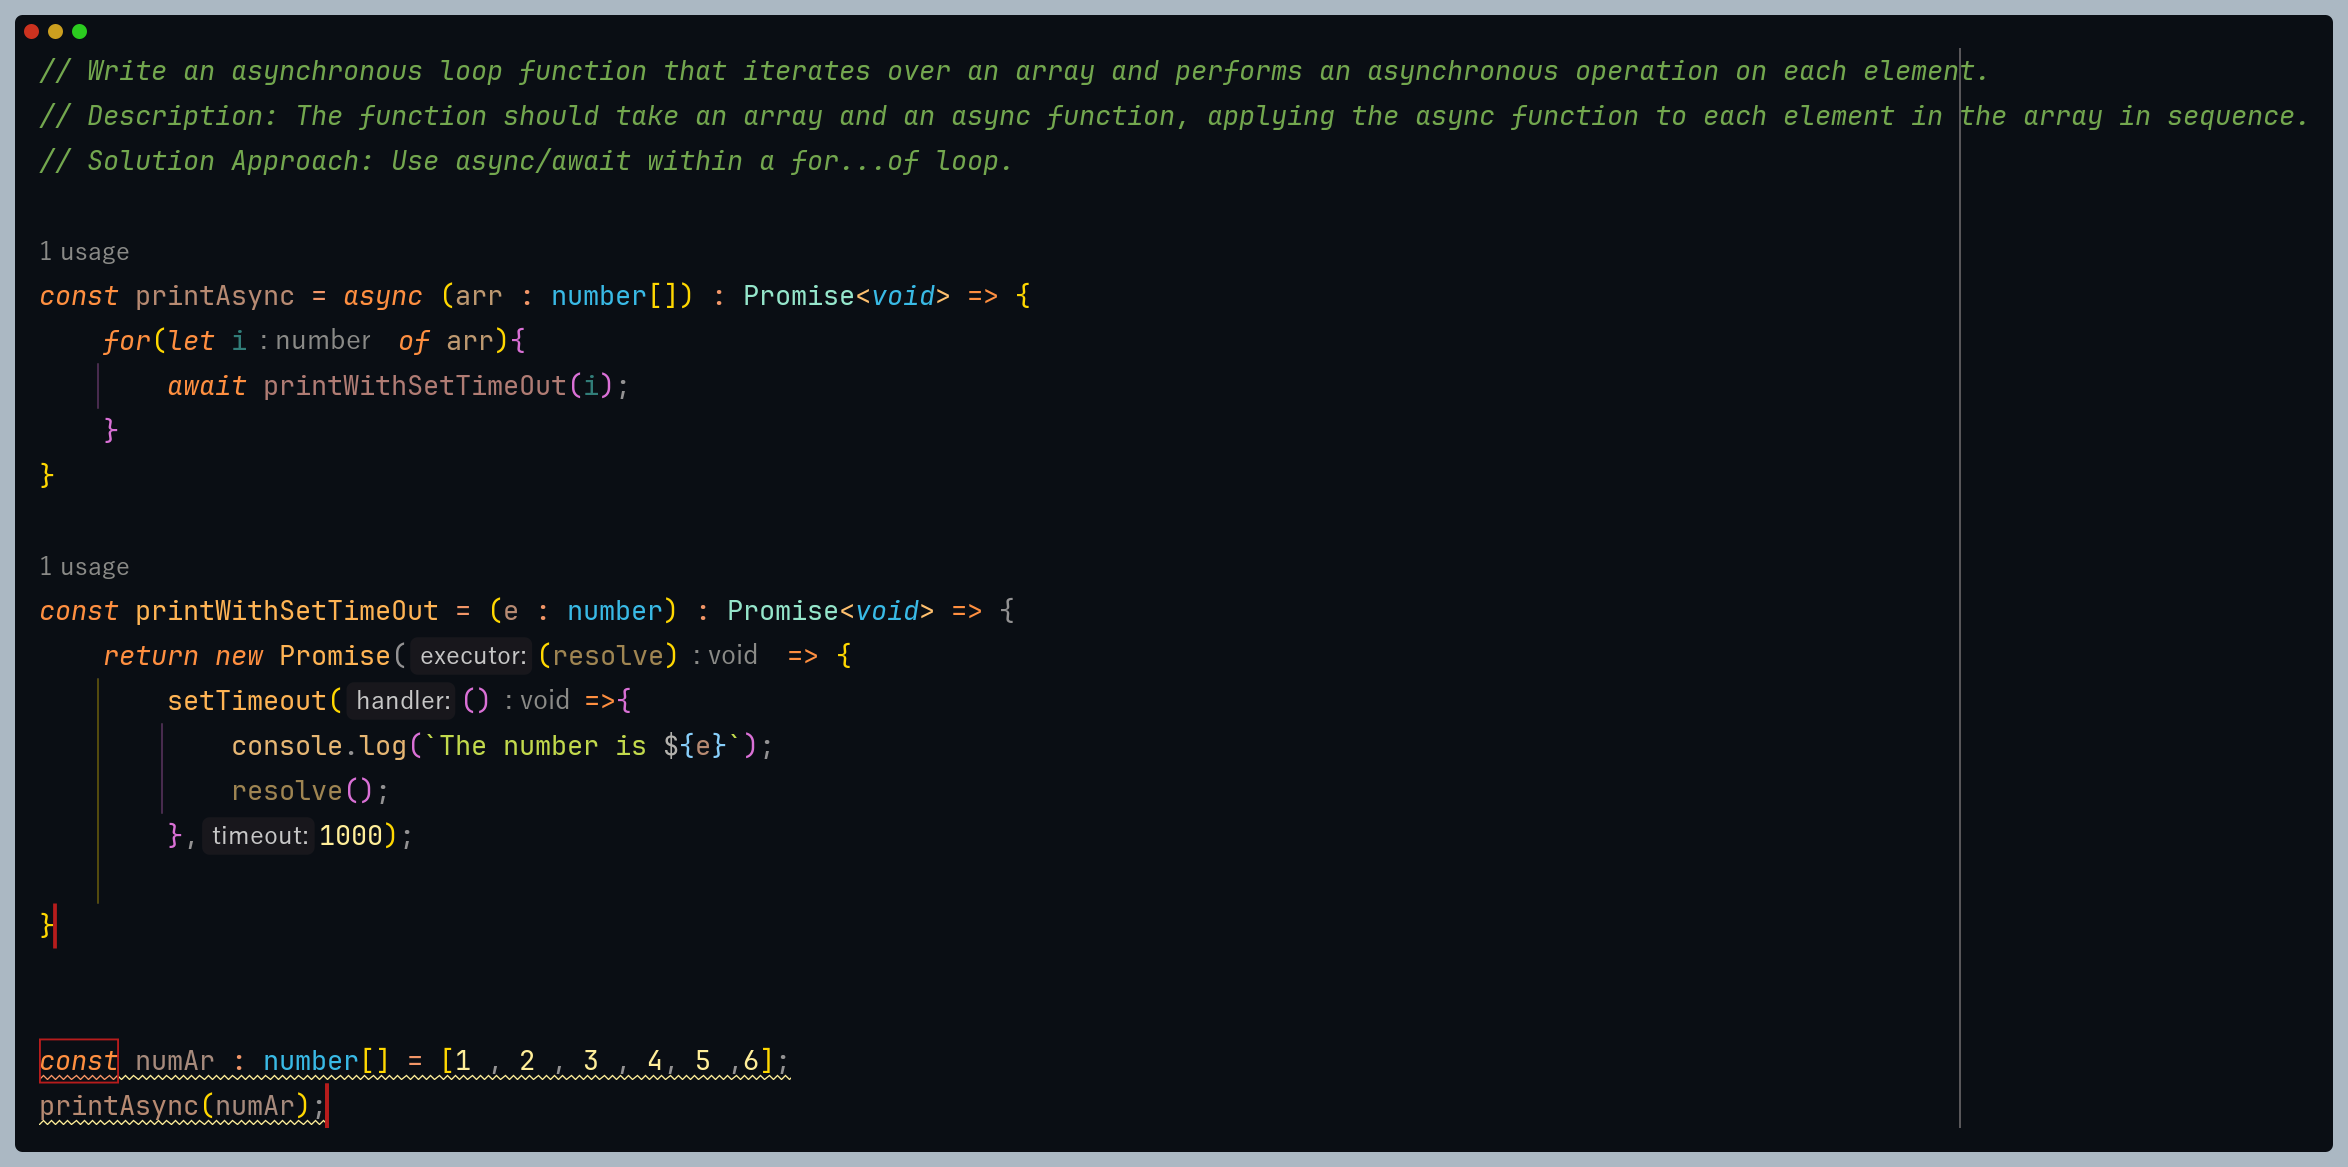 // Write an asynchronous loop function that iterates over an array and performs an asynchronous operation on each element.
// Description: The function should take an array and an async function, applying the async function to each element in the array in sequence.
// Solution Approach: Use async/await within a for...of loop.
1 usage
const printAsync = async (arr : number[]) : Promise<void> => {
for(let i : number of arr){
await printWithSetTimeOut(i);
}
}
1 usage
const printWithSetTimeOut = (e : number) : Promise<void> => {
return new Promise( executor: (resolve) : void => {
setTimeout( handler: () : void =>{
console.log(`The number is ${e}`);
resolve();
}, timeout: 1000);
}
const numAr : number[] = [1 , 2 , 3 , 4, 5 ,6];
printAsync(numAr);